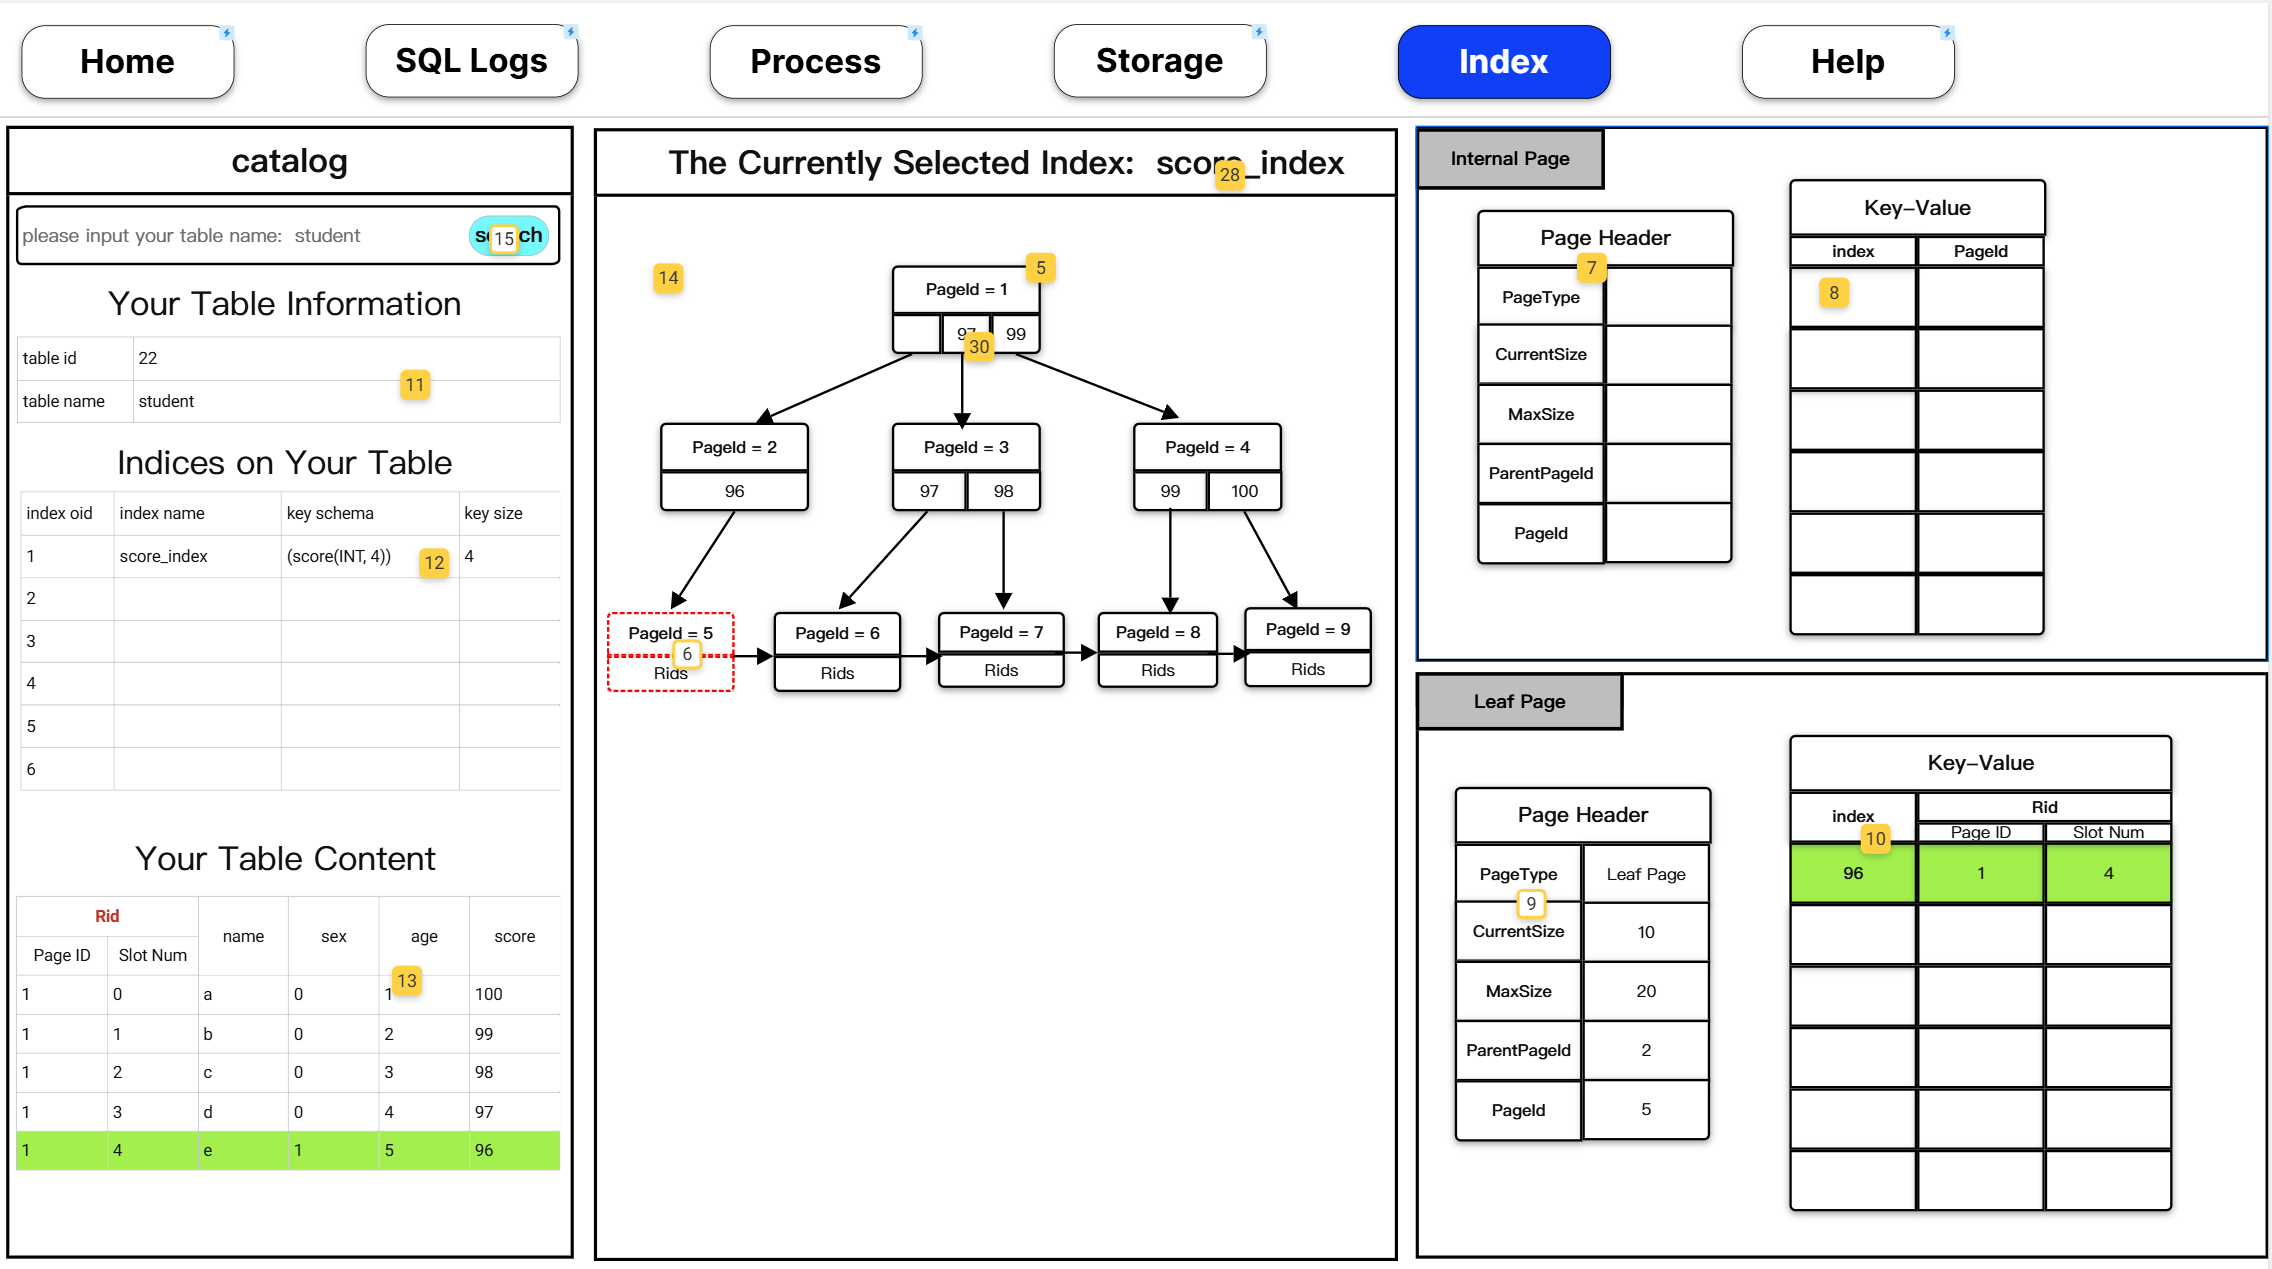 Home
SQL Logs
Process
Storage
Index
Help
catalog
please input your table name: student
15
Your Table Information
table id 22
11
table name student
Indices on Your Table
index oid index name key schema key size
1 score_index (score(INT, 4)) 12 4
2
3
4
5
6
Your Table Content
Rid name sex age score
Page ID Slot Num
13
1 0 a 0 1 100
1 1 b 0 2 99
1 2 c 0 3 98
1 3 d 0 4 97
1 4 e 1 5 96
The Currently Selected Index: score_index
28
14
5
PageId = 1
97 99
30
PageId = 2
96
PageId = 3
97 98
PageId = 4
99 100
PageId = 5
6
Rids
PageId = 6
Rids
PageId = 7
Rids
PageId = 8
Rids
PageId = 9
Rids
Internal Page
Page Header
7
PageType
CurrentSize
MaxSize
ParentPageId
PageId
Key-Value
index PageId
8
Leaf Page
Page Header
PageType Leaf Page
9
CurrentSize 10
MaxSize 20
ParentPageId 2
PageId 5
Key-Value
index Rid
10
Page ID Slot Num
96 1 4